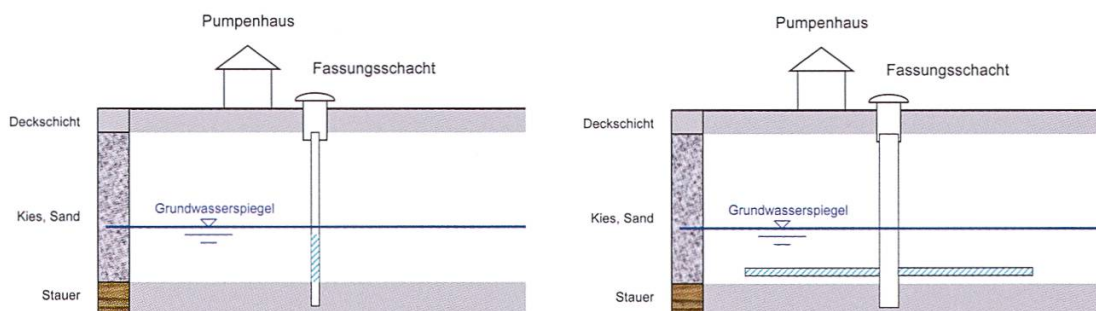 Pumpenhaus
Fassungsschacht
Deckschicht
Kies, Sand
Grundwasserspiegel
Stauer
Pumpenhaus
Fassungsschacht
Deckschicht
Kies, Sand
Grundwasserspiegel
Stauer